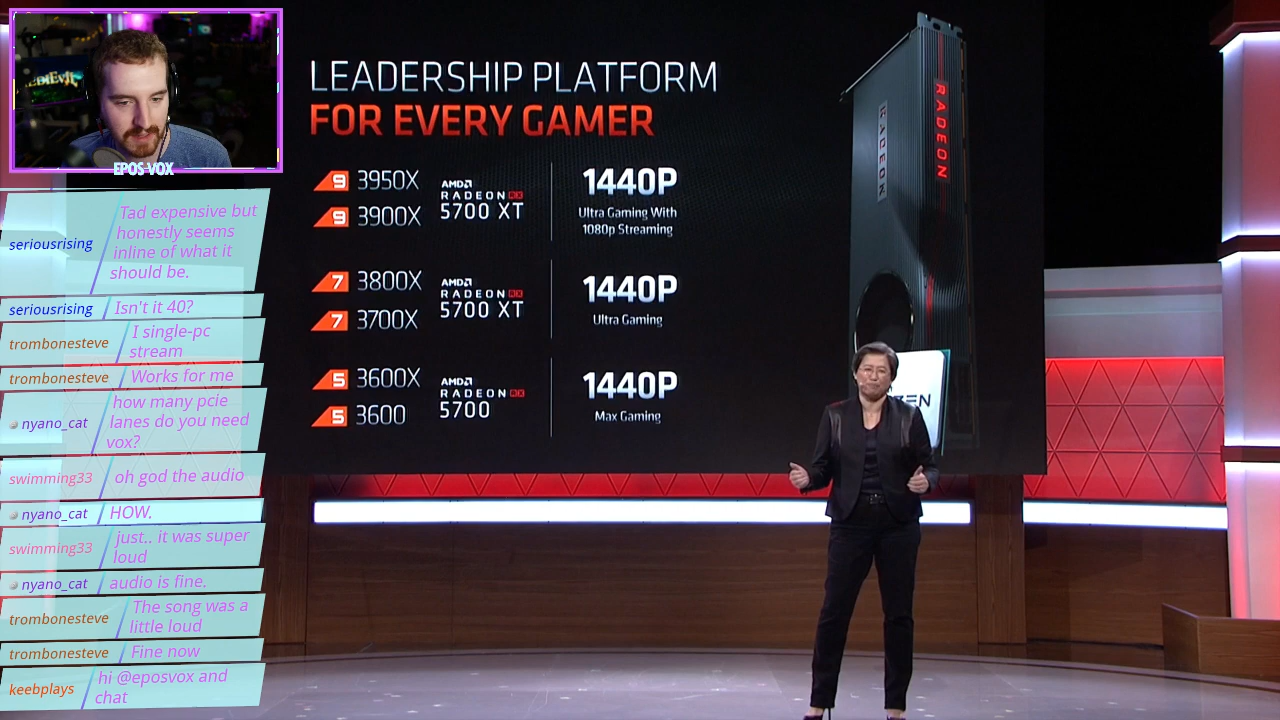 EPOS VOX
seriousrising
Tad expensive but
honestly seems
inline of what it
should be.
seriousrising
Isn't it 40?
trombonesteve
I single-pc
stream
trombonesteve
Works for me
nyano_cat
how many pcie
lanes do you need
vox?
swimming33
oh god the audio
nyano_cat
HOW.
swimming33
just.. it was super
loud
nyano_cat
audio is fine.
trombonesteve
The song was a
little loud
trombonesteve
Fine now
keebplays
hi @eposvox and
chat
LEADERSHIP PLATFORM
FOR EVERY GAMER
9 3950X
9 3900X
AMD
RADEON RX
5700 XT
1440P
Ultra Gaming With
1080p Streaming
7 3800X
7 3700X
AMD
RADEON RX
5700 XT
1440P
Ultra Gaming
5 3600X
5 3600
AMD
RADEON RX
5700
1440P
Max Gaming
RADEON
RADEON